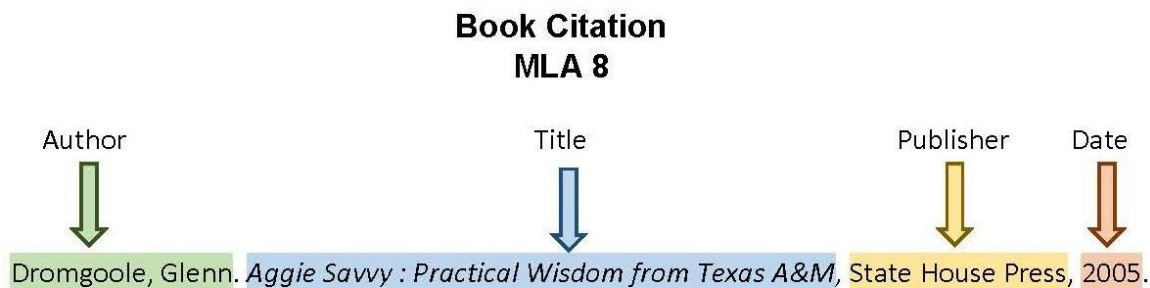 Book Citation
MLA 8
Author Title Publisher Date
Dromgoole, Glenn. Aggie Savvy : Practical Wisdom from Texas A&M, State House Press, 2005.